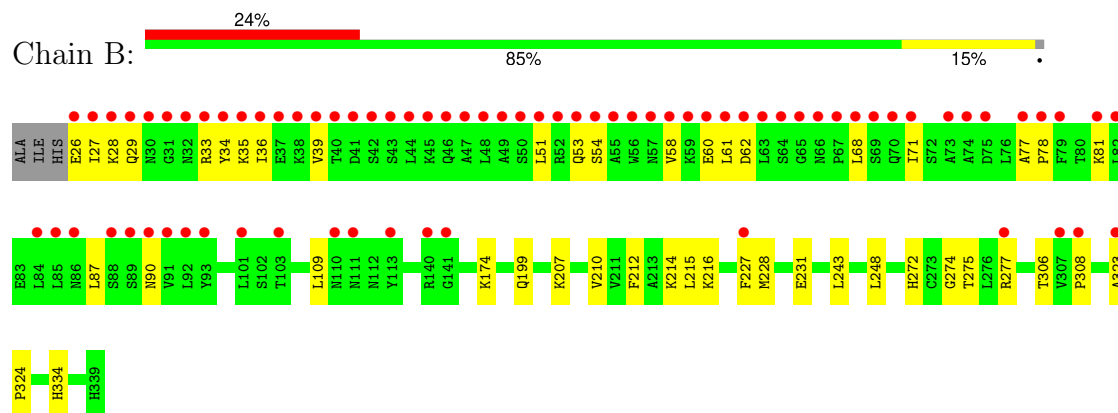 24%
Chain B:
85% 15% •
ALA ILE HIS E26 I27 K28 Q29 N30 G31 N32 R33 Y34 K35 I36 E37 K38 V39 T40 D41 S42 S43 L44 K45 Q46 A47 L48 A49 S50 L51 R52 Q53 S54 A55 W56 N57 V58 K59 E60 L61 D62 L63 S64 G65 N66 P67 L68 S69 Q70 I71 S72 A73 A74 D75 L76 A77 P78 F79 T80 K81 L82
E83 L84 L85 N86 L87 S88 S89 N90 V91 L92 Y93 L101 S102 T103 L109 N110 N111 N112 Y113 R140 G141 K174 Q199 K207 V210 V211 F212 A213 K214 L215 K216 F227 M228 E231 L243 L248 H272 C273 G274 T275 L276 R277 T306 V307 P308 A323
P324 H334 H339